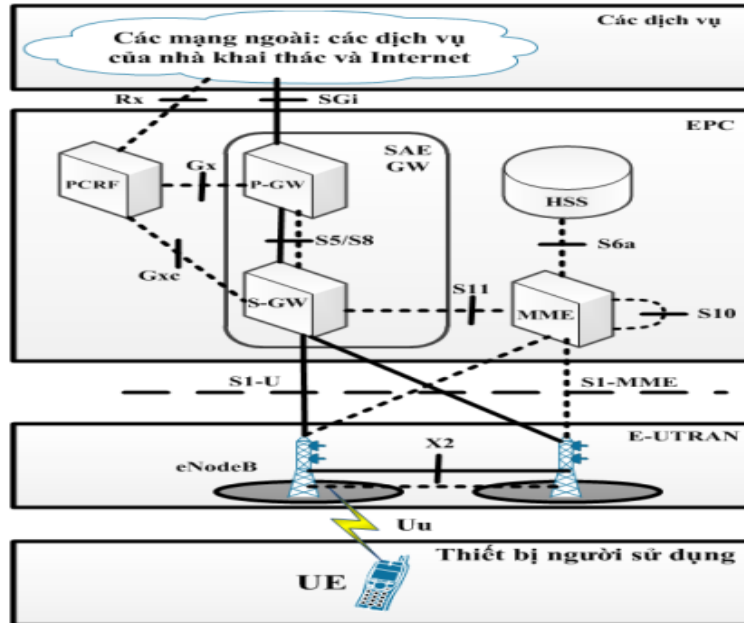 Các dịch vụ
Các mạng ngoài: các dịch vụ
của nhà khai thác và Internet
Rx
SGi
EPC
SAE
GW
PCRF
Gx
P-GW
HSS
S5/S8
S6a
Gxc
S-GW
S11
MME
S10
S1-U
S1-MME
E-UTRAN
X2
eNodeB
Uu
Thiết bị người sử dụng
UE